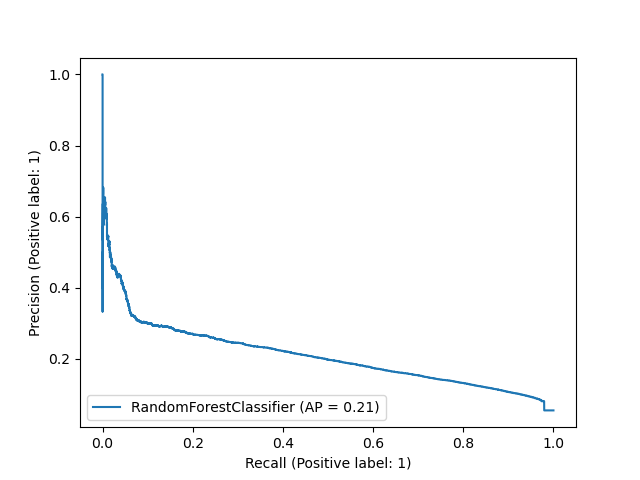 1.0
0.8
0.6
0.4
0.2
Precision (Positive label: 1)
RandomForestClassifier (AP = 0.21)
0.0 0.2 0.4 0.6 0.8 1.0
Recall (Positive label: 1)